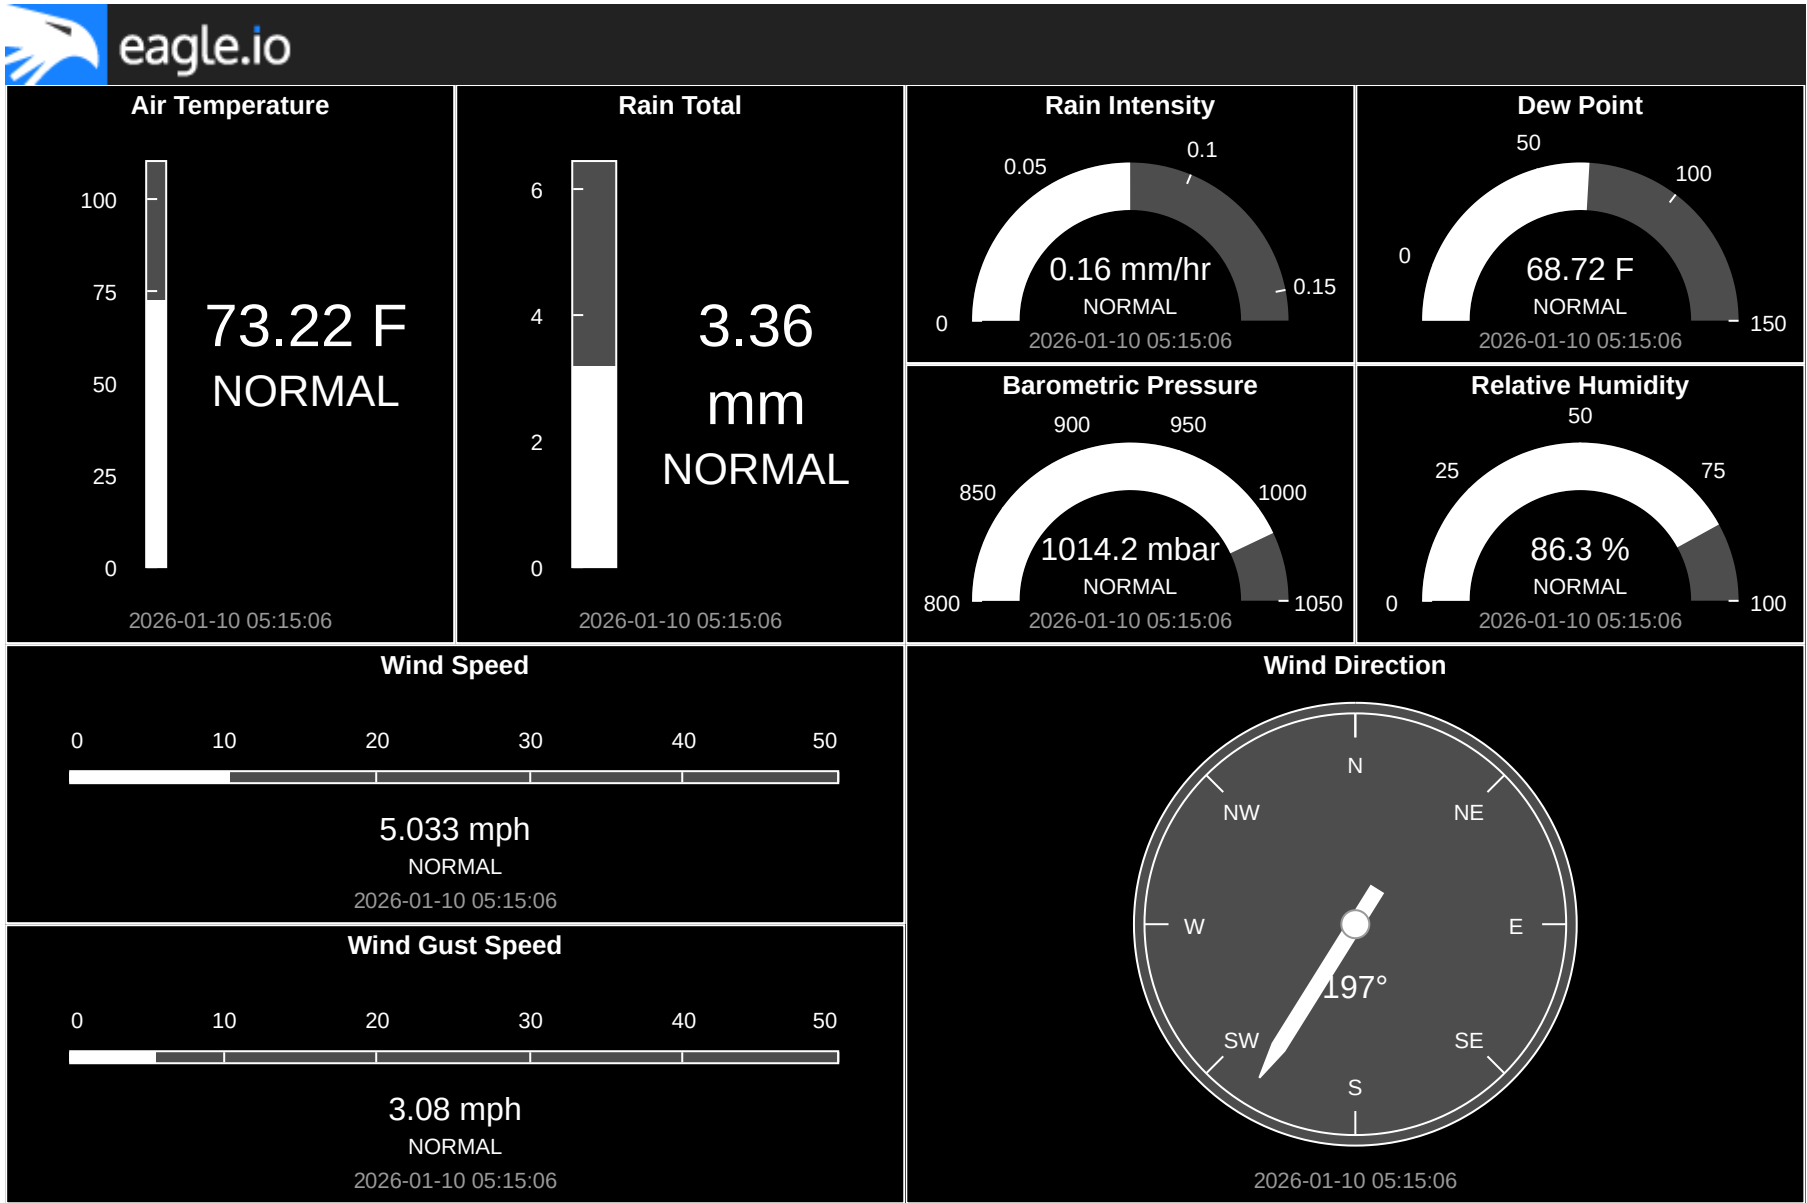 eagle.io
Air Temperature
100
75
50
25
0
73.22 F
NORMAL
2026-01-10 05:15:06
Rain Total
6
4
2
0
3.36
mm
NORMAL
2026-01-10 05:15:06
Rain Intensity
0
0.05
0.1
0.15
0.16 mm/hr
NORMAL
2026-01-10 05:15:06
Dew Point
0
50
100
150
68.72 F
NORMAL
2026-01-10 05:15:06
Barometric Pressure
800
850
900
950
1000
1050
1014.2 mbar
NORMAL
2026-01-10 05:15:06
Relative Humidity
0
25
50
75
100
86.3 %
NORMAL
2026-01-10 05:15:06
Wind Speed
0 10 20 30 40 50
5.033 mph
NORMAL
2026-01-10 05:15:06
Wind Gust Speed
0 10 20 30 40 50
3.08 mph
NORMAL
2026-01-10 05:15:06
Wind Direction
N
NW NE
W E
197°
SW SE
S
2026-01-10 05:15:06